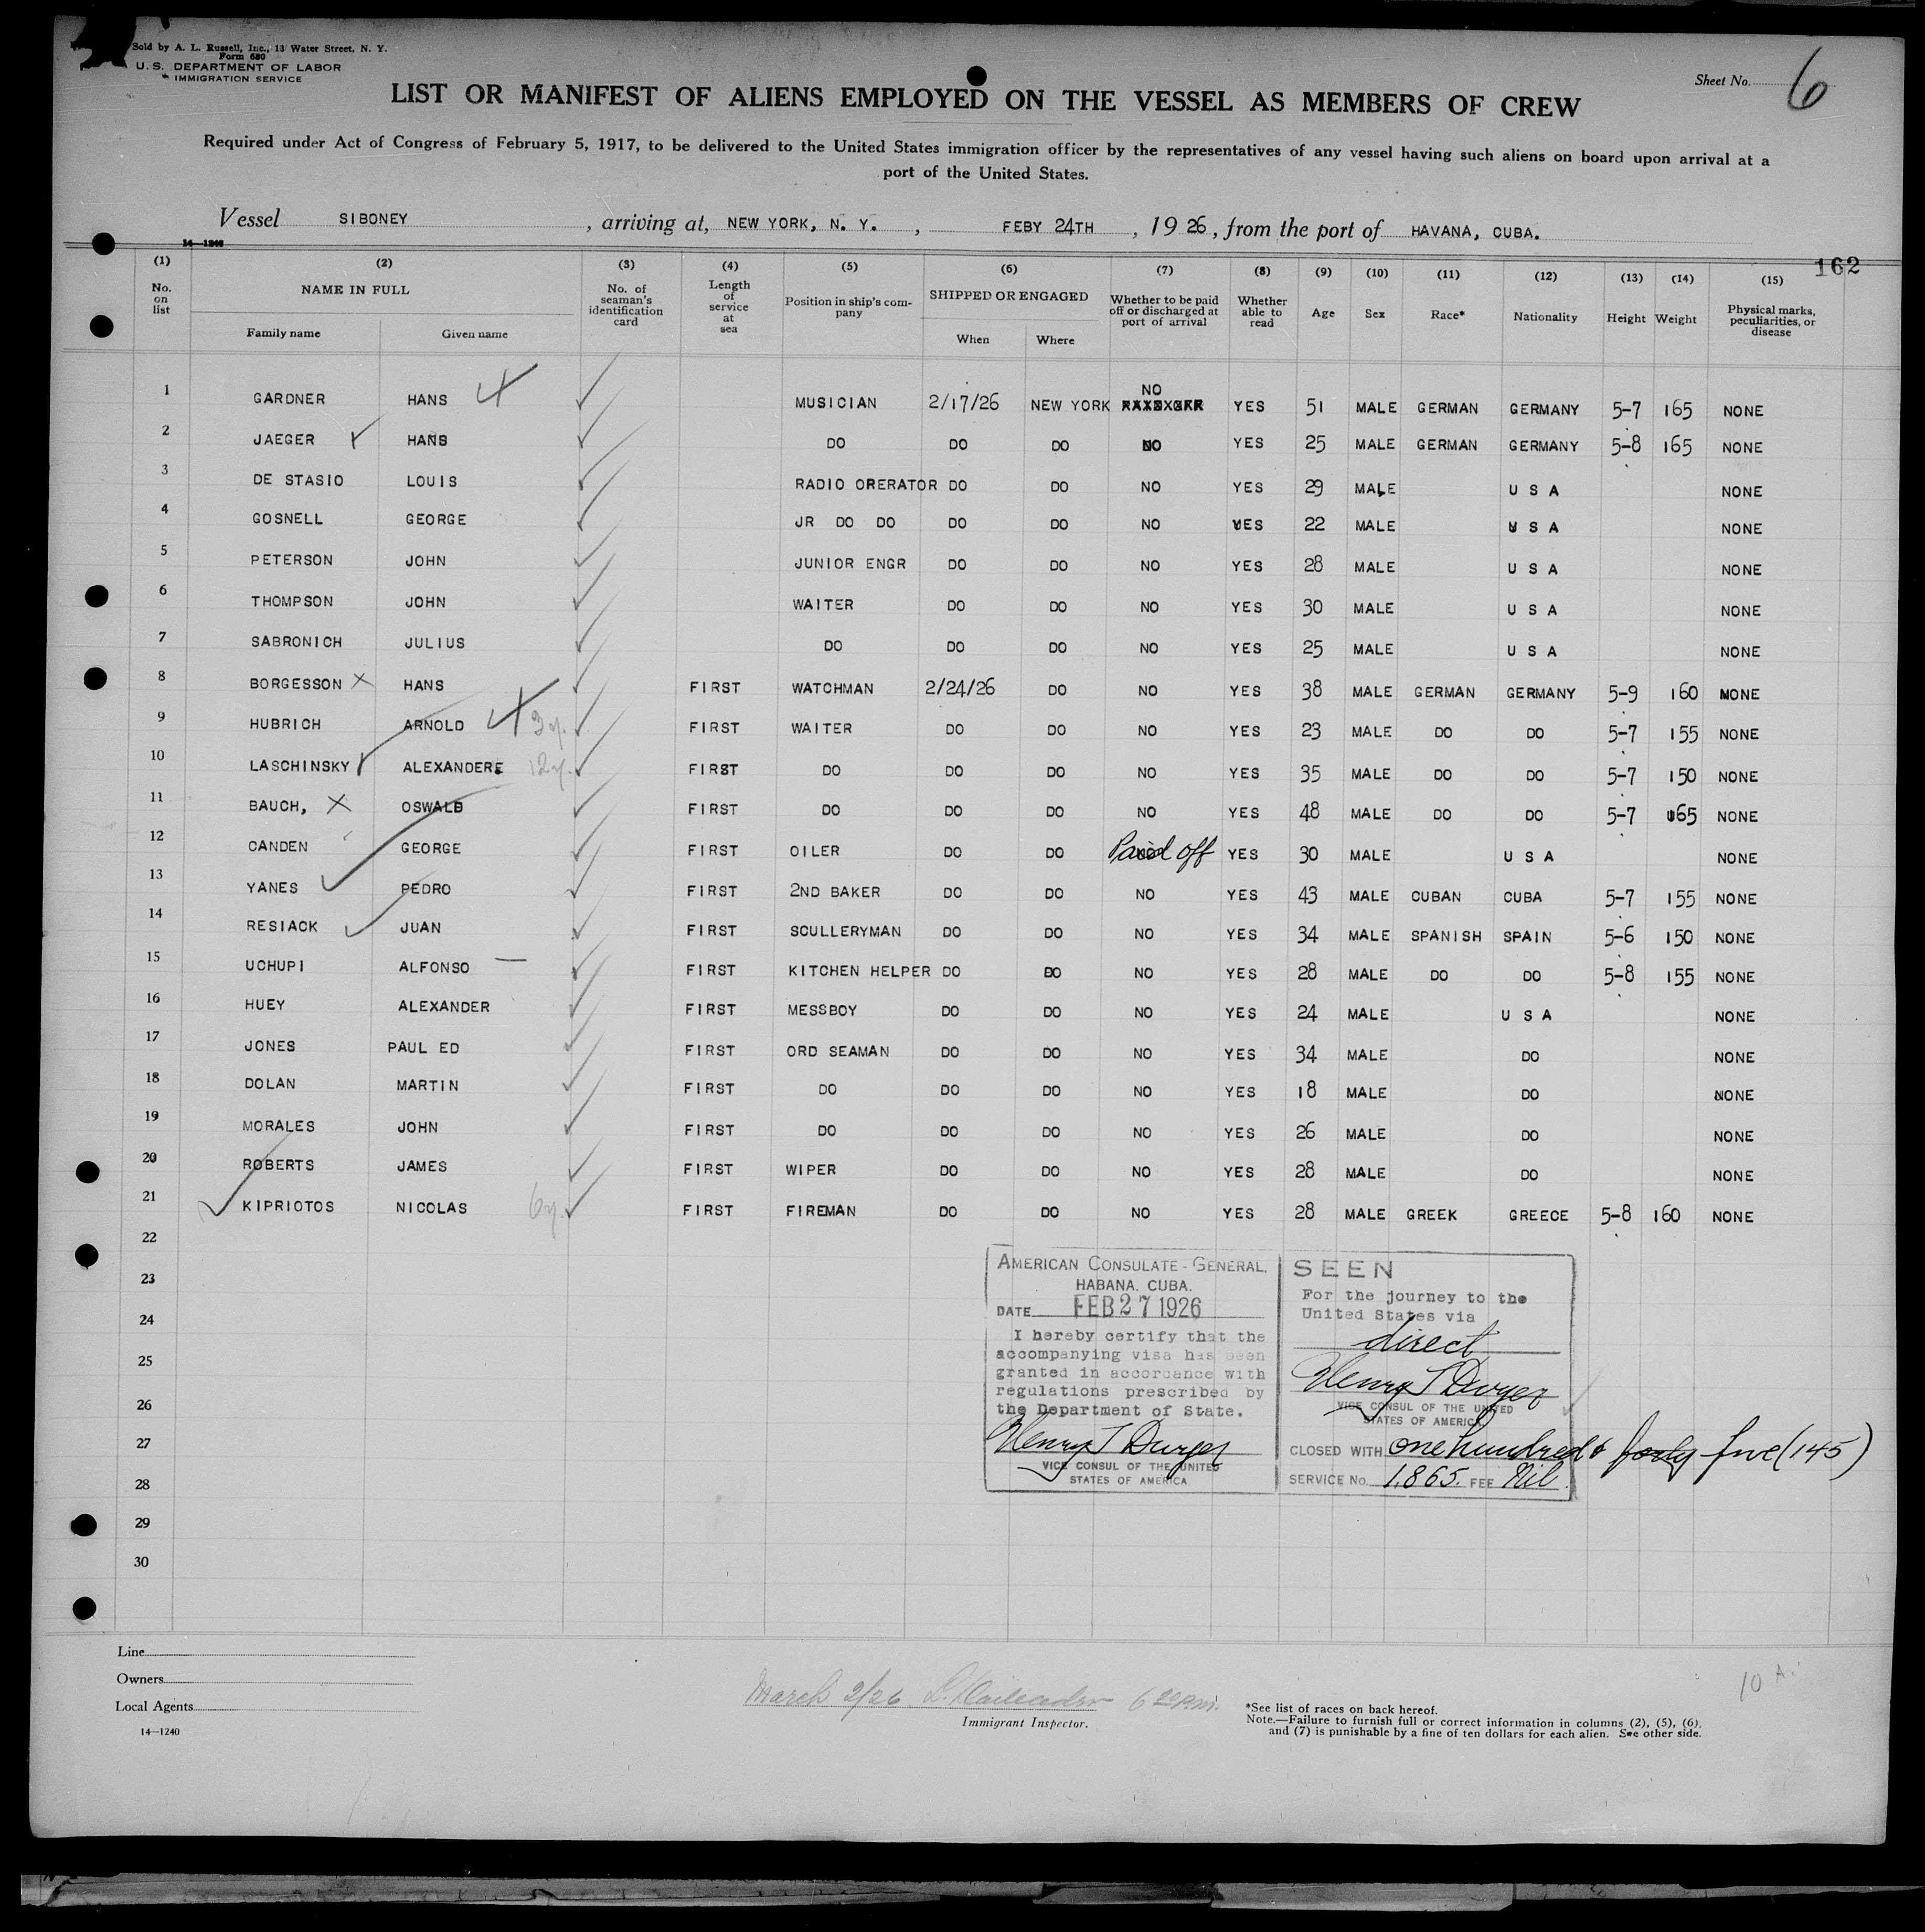 Sold by A. L. Russell, Inc., 13 Water Street, N. Y.
Form 680
U. S. DEPARTMENT OF LABOR
IMMIGRATION SERVICE
Sheet No. 6
LIST OR MANIFEST OF ALIENS EMPLOYED ON THE VESSEL AS MEMBERS OF CREW
Required under Act of Congress of February 5, 1917, to be delivered to the United States immigration officer by the representatives of any vessel having such aliens on board upon arrival at a
port of the United States.
Vessel SIBONEY, arriving at, NEW YORK, N. Y., FEBY 24TH, 19 26, from the port of HAVANA, CUBA.
14—1240
162
(1) No. on list (2) NAME IN FULL Family name Given name (3) No. of seaman's identification card (4) Length of service at sea (5) Position in ship's company (6) SHIPPED OR ENGAGED When Where (7) Whether to be paid off or discharged at port of arrival (8) Whether able to read (9) Age (10) Sex (11) Race* (12) Nationality (13) Height (14) Weight (15) Physical marks, peculiarities, or disease
1 GARDNER HANS MUSICIAN 2/17/26 NEW YORK NO YES 51 MALE GERMAN GERMANY 5-7 165 NONE
2 JAEGER HANS DO DO DO NO YES 25 MALE GERMAN GERMANY 5-8 165 NONE
3 DE STASIO LOUIS RADIO ORERATOR DO DO NO YES 29 MALE U S A NONE
4 GOSNELL GEORGE JR DO DO DO DO NO YES 22 MALE U S A NONE
5 PETERSON JOHN JUNIOR ENGR DO DO NO YES 28 MALE U S A NONE
6 THOMPSON JOHN WAITER DO DO NO YES 30 MALE U S A NONE
7 SABRONICH JULIUS DO DO DO NO YES 25 MALE U S A NONE
8 BORGESSON HANS FIRST WATCHMAN 2/24/26 DO NO YES 38 MALE GERMAN GERMANY 5-9 160 NONE
9 HUBRICH ARNOLD FIRST WAITER DO DO NO YES 23 MALE DO DO 5-7 155 NONE
10 LASCHINSKY ALEXANDERE 12y. FIRST DO DO DO NO YES 35 MALE DO DO 5-7 150 NONE
11 BAUCH, OSWALD FIRST DO DO DO NO YES 48 MALE DO DO 5-7 165 NONE
12 CANDEN GEORGE FIRST OILER DO DO Paid off YES 30 MALE U S A NONE
13 YANES PEDRO FIRST 2ND BAKER DO DO NO YES 43 MALE CUBAN CUBA 5-7 155 NONE
14 RESIACK JUAN FIRST SCULLERYMAN DO DO NO YES 34 MALE SPANISH SPAIN 5-6 150 NONE
15 UCHUPI ALFONSO FIRST KITCHEN HELPER DO DO NO YES 28 MALE DO DO 5-8 155 NONE
16 HUEY ALEXANDER FIRST MESSBOY DO DO NO YES 24 MALE U S A NONE
17 JONES PAUL ED FIRST ORD SEAMAN DO DO NO YES 34 MALE DO NONE
18 DOLAN MARTIN FIRST DO DO DO NO YES 18 MALE DO NONE
19 MORALES JOHN FIRST DO DO DO NO YES 26 MALE DO NONE
20 ROBERTS JAMES FIRST WIPER DO DO NO YES 28 MALE DO NONE
21 KIPRIOTOS NICOLAS 6y. FIRST FIREMAN DO DO NO YES 28 MALE GREEK GREECE 5-8 160 NONE
22
23
24
25
26
27
28
29
30
AMERICAN CONSULATE-GENERAL,
HABANA, CUBA.
DATE FEB 27 1926
I hereby certify that the
accompanying visa has been
granted in accordance with
regulations prescribed by
the Department of State.
Henry T Dwyer
VICE CONSUL OF THE UNITED
STATES OF AMERICA
SEEN
For the journey to the
United States via
direct
Henry T Dwyer
VICE CONSUL OF THE UNITED
STATES OF AMERICA
CLOSED WITH one hundred & forty five (145)
SERVICE No. 1,865. FEE Nil.
Line
Owners
Local Agents
14—1240
March 2/26
Immigrant Inspector.
*See list of races on back hereof.
Note.—Failure to furnish full or correct information in columns (2), (5), (6),
and (7) is punishable by a fine of ten dollars for each alien. See other side.
10